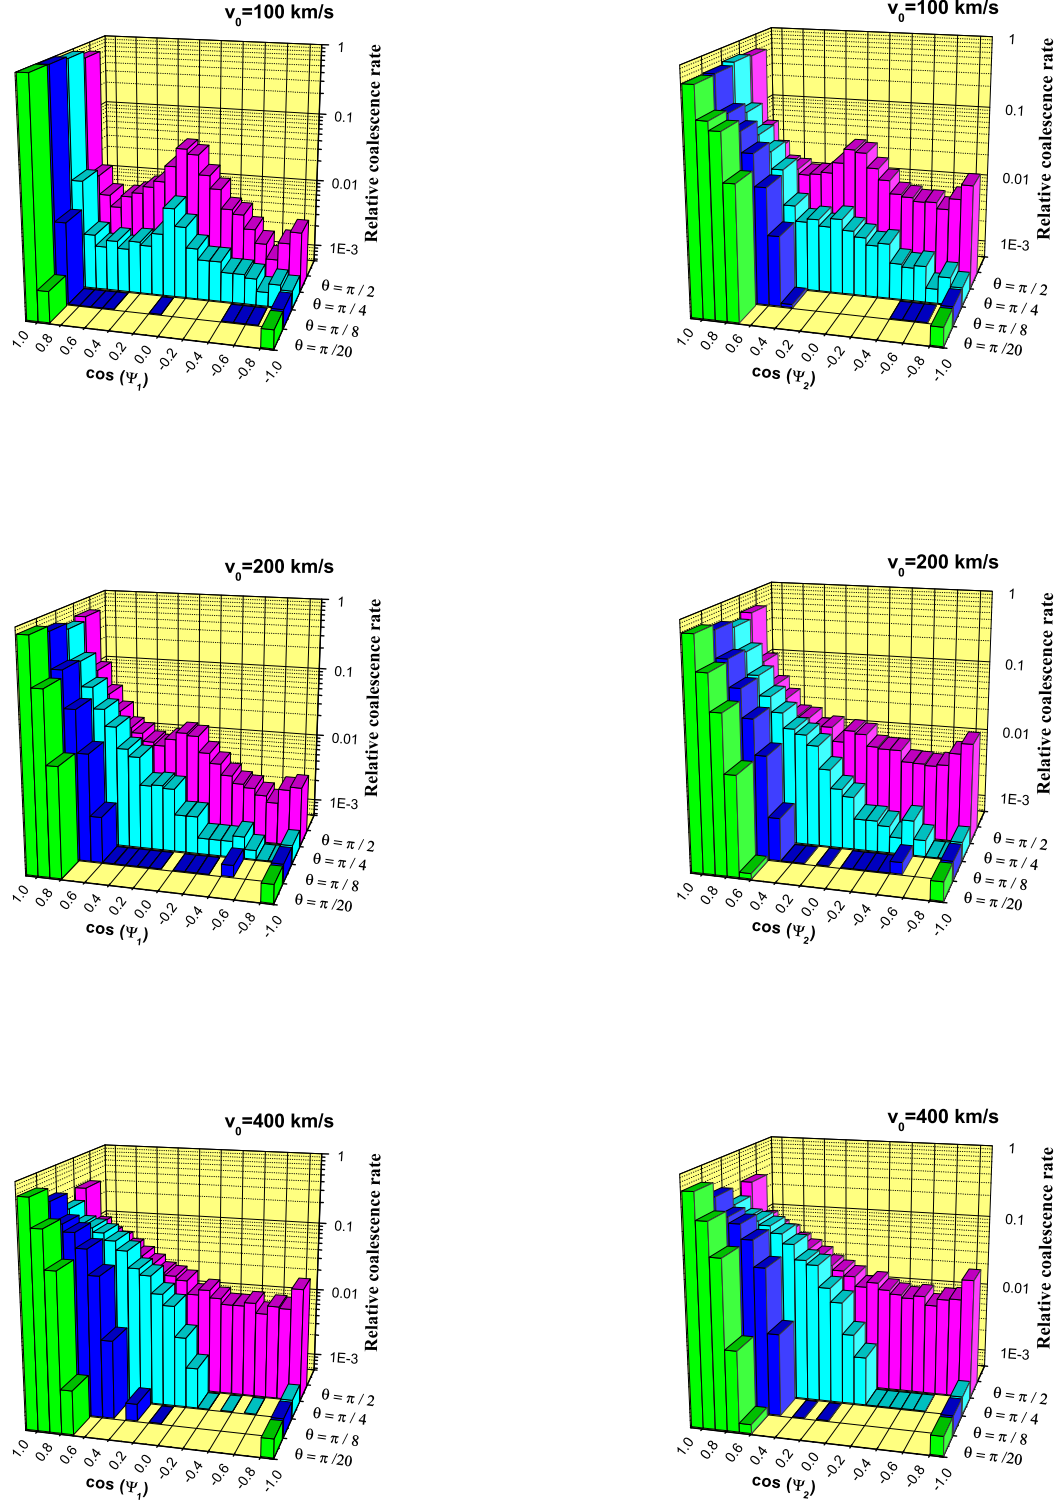 v0=100 km/s
1
0.1
0.01
1E-3
Relative coalescence rate
θ = π / 2
θ = π / 4
θ = π / 8
θ = π /20
1.0 0.8 0.6 0.4 0.2 0.0 -0.2 -0.4 -0.6 -0.8 -1.0
cos (Ψ1)
v0=100 km/s
1
0.1
0.01
1E-3
Relative coalescence rate
θ = π / 2
θ = π / 4
θ = π / 8
θ = π /20
1.0 0.8 0.6 0.4 0.2 0.0 -0.2 -0.4 -0.6 -0.8 -1.0
cos (Ψ2)
v0=200 km/s
1
0.1
0.01
1E-3
Relative coalescence rate
θ = π / 2
θ = π / 4
θ = π / 8
θ = π /20
1.0 0.8 0.6 0.4 0.2 0.0 -0.2 -0.4 -0.6 -0.8 -1.0
cos (Ψ1)
v0=200 km/s
1
0.1
0.01
1E-3
Relative coalescence rate
θ = π / 2
θ = π / 4
θ = π / 8
θ = π /20
1.0 0.8 0.6 0.4 0.2 0.0 -0.2 -0.4 -0.6 -0.8 -1.0
cos (Ψ2)
v0=400 km/s
1
0.1
0.01
1E-3
Relative coalescence rate
θ = π / 2
θ = π / 4
θ = π / 8
θ = π /20
1.0 0.8 0.6 0.4 0.2 0.0 -0.2 -0.4 -0.6 -0.8 -1.0
cos (Ψ1)
v0=400 km/s
1
0.1
0.01
1E-3
Relative coalescence rate
θ = π / 2
θ = π / 4
θ = π / 8
θ = π /20
1.0 0.8 0.6 0.4 0.2 0.0 -0.2 -0.4 -0.6 -0.8 -1.0
cos (Ψ2)